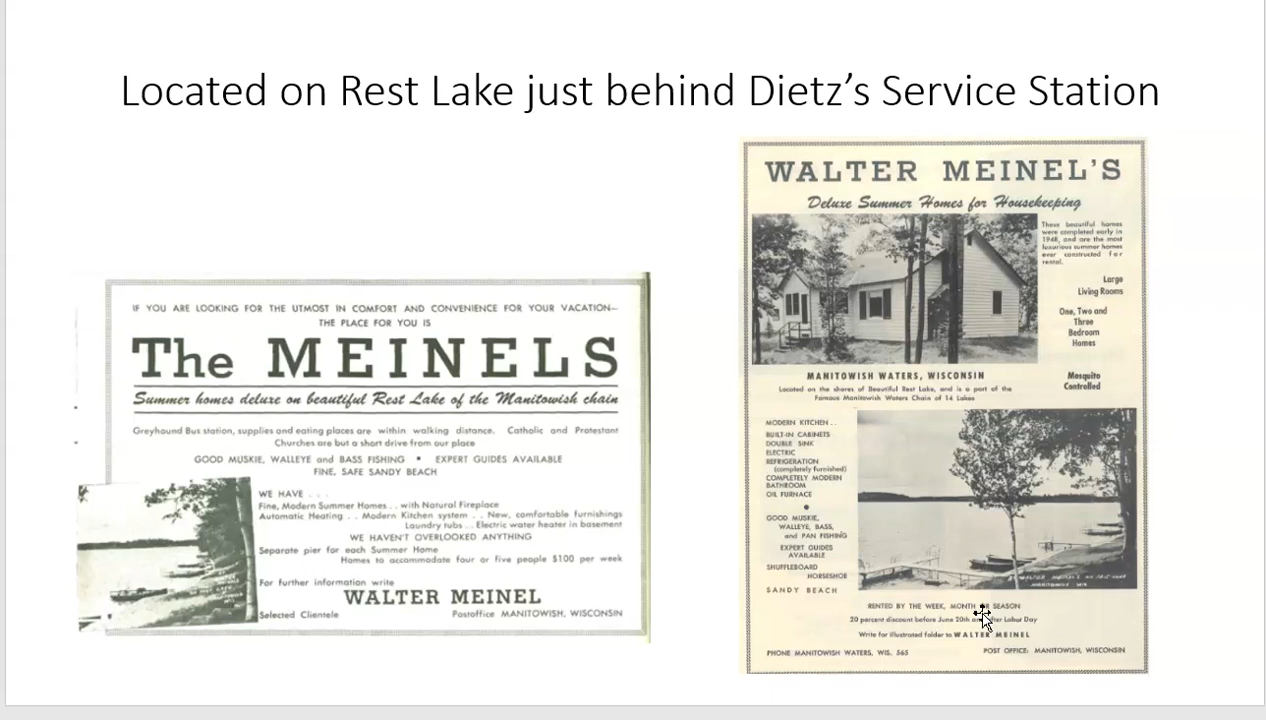 Located on Rest Lake just behind Dietz’s Service Station
IF YOU ARE LOOKING FOR THE UTMOST IN COMFORT AND CONVENIENCE FOR YOUR VACATION—
THE PLACE FOR YOU IS
The MEINELS
Summer homes deluxe on beautiful Rest Lake of the Manitowish chain
Greyhound Bus station, supplies and eating places are within walking distance. Catholic and Protestant
Churches are but a short drive from our place
GOOD MUSKIE, WALLEYE and BASS FISHING • EXPERT GUIDES AVAILABLE
FINE, SAFE SANDY BEACH
WE HAVE . . .
Fine, Modern Summer Homes . . with Natural Fireplace
Automatic Heating . . Modern Kitchen system . . New, comfortable furnishings
Laundry tubs . . Electric water heater in basement
WE HAVEN'T OVERLOOKED ANYTHING
Separate pier for each Summer Home
Homes to accommodate four or five people $100 per week
For further information write
WALTER MEINEL
Selected Clientele
Postoffice MANITOWISH, WISCONSIN
WALTER MEINEL'S
Deluxe Summer Homes for Housekeeping
These beautiful homes
were completed early in
1948, and are the most
luxurious summer homes
ever constructed for
rental.
Large
Living Rooms
One, Two and
Three
Bedroom
Homes
Mesquito
Controlled
MANITOWISH WATERS, WISCONSIN
Located on the shores of Beautiful Rest Lake, and is a part of the
Famous Manitowish Waters Chain of 14 Lakes
MODERN KITCHEN . .
BUILT-IN CABINETS
DOUBLE SINK
ELECTRIC
REFRIGERATION
(completely furnished)
COMPLETELY MODERN
BATHROOM
OIL FURNACE
•
GOOD MUSKIE,
WALLEYE, BASS,
and PAN FISHING
EXPERT GUIDES
AVAILABLE
SHUFFLEBOARD
HORSESHOE
SANDY BEACH
RENTED BY THE WEEK, MONTH OR SEASON
20 percent discount before June 20th and after Labor Day
Write for illustrated folder to WALTER MEINEL
PHONE MANITOWISH WATERS, WIS. 565
POST OFFICE: MANITOWISH, WISCONSIN